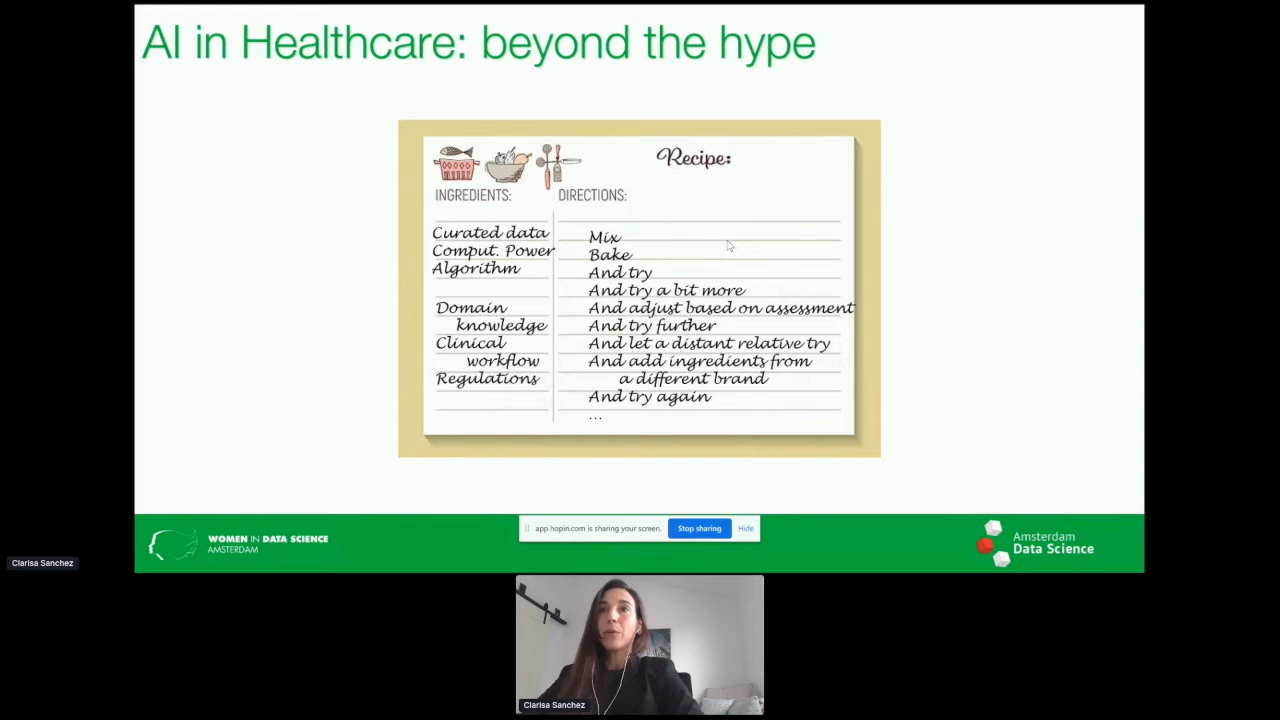 AI in Healthcare: beyond the hype
Recipe:
INGREDIENTS:
DIRECTIONS:
Curated data
Comput. Power
Algorithm
Domain
knowledge
Clinical
workflow
Regulations
Mix
Bake
And try
And try a bit more
And adjust based on assessment
And try further
And let a distant relative try
And add ingredients from
a different brand
And try again
...
WOMEN IN DATA SCIENCE
AMSTERDAM
app.hopin.com is sharing your screen.
Stop sharing
Hide
Amsterdam
Data Science
Clarisa Sanchez
Clarisa Sanchez